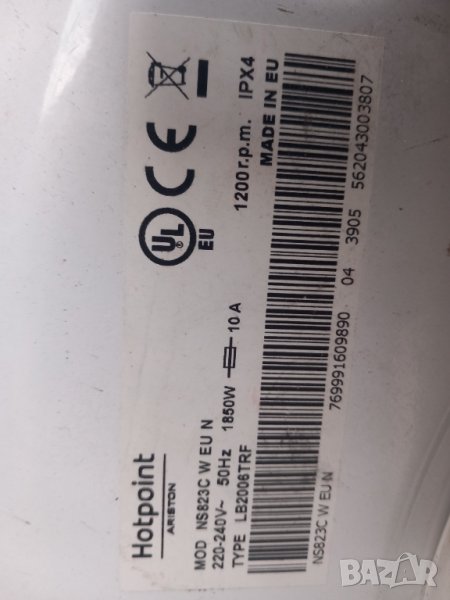 Hotpoint
ARISTON
MOD NS823C W EU N
220-240V~ 50Hz 1850W 10 A
TYPE LB2006TRF
UL
®
EU
CE
1200 r.p.m. IPX4
MADE IN EU
NS823C W EU N
769991609890 04 3905 562043003807
BAZAR